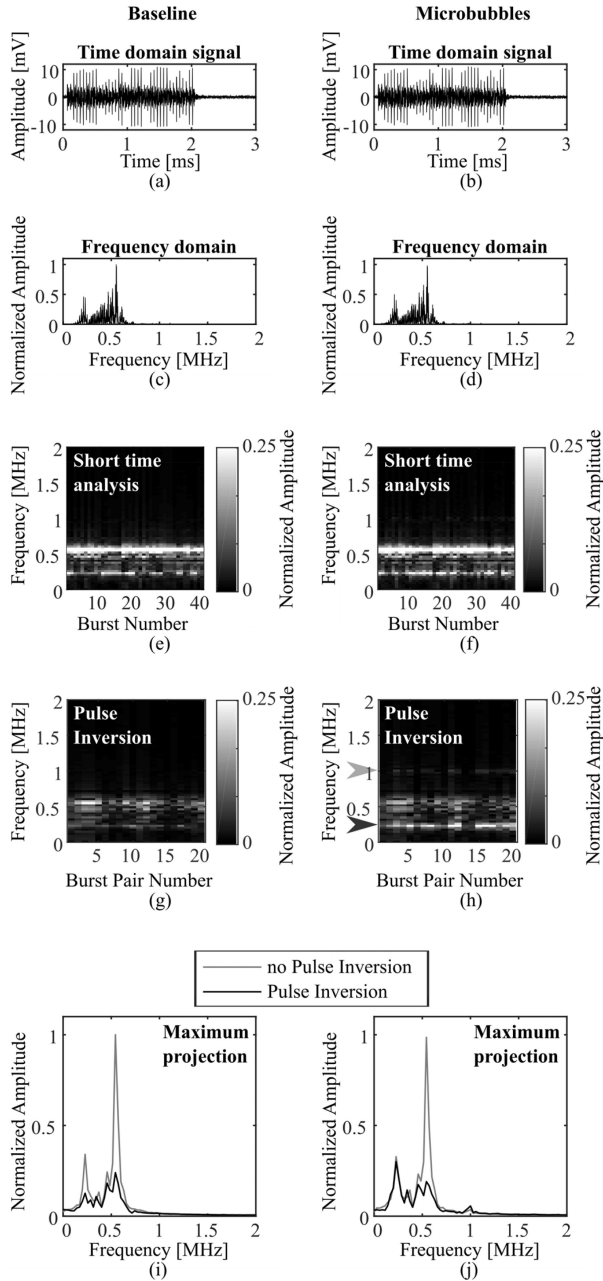 Baseline
Microbubbles
Time domain signal
Amplitude [mV]
10
0
-10
0 1 2 3
Time [ms]
(a)
Time domain signal
Amplitude [mV]
10
0
-10
0 1 2 3
Time [ms]
(b)
Frequency domain
Normalized Amplitude
1
0.5
0
0 0.5 1 1.5 2
Frequency [MHz]
(c)
Frequency domain
Normalized Amplitude
1
0.5
0
0 0.5 1 1.5 2
Frequency [MHz]
(d)
Short time
analysis
Frequency [MHz]
2
1.5
1
0.5
0
10 20 30 40
Burst Number
0.25
0
Normalized Amplitude
(e)
Short time
analysis
Frequency [MHz]
2
1.5
1
0.5
0
10 20 30 40
Burst Number
0.25
0
Normalized Amplitude
(f)
Pulse
Inversion
Frequency [MHz]
2
1.5
1
0.5
0
5 10 15 20
Burst Pair Number
0.25
0
Normalized Amplitude
(g)
Pulse
Inversion
Frequency [MHz]
2
1.5
1
0.5
0
5 10 15 20
Burst Pair Number
0.25
0
Normalized Amplitude
(h)
no Pulse Inversion
Pulse Inversion
Maximum
projection
Normalized Amplitude
1
0.5
0
0 0.5 1 1.5 2
Frequency [MHz]
(i)
Maximum
projection
Normalized Amplitude
1
0.5
0
0 0.5 1 1.5 2
Frequency [MHz]
(j)